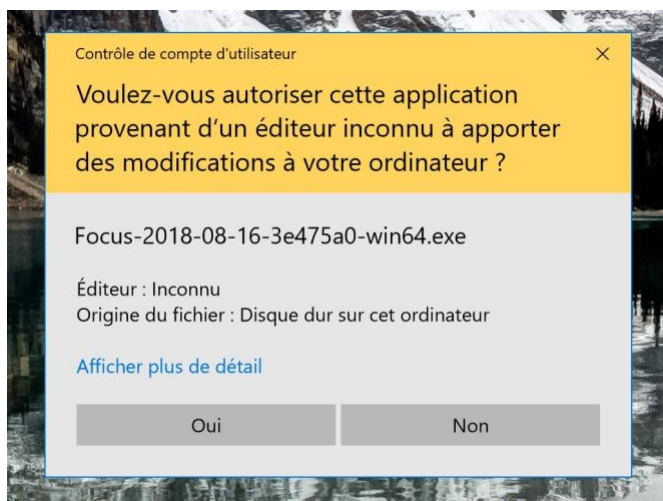 Contrôle de compte d'utilisateur
Voulez-vous autoriser cette application
provenant d’un éditeur inconnu à apporter
des modifications à votre ordinateur ?
Focus-2018-08-16-3e475a0-win64.exe
Éditeur : Inconnu
Origine du fichier : Disque dur sur cet ordinateur
Afficher plus de détail
Oui Non